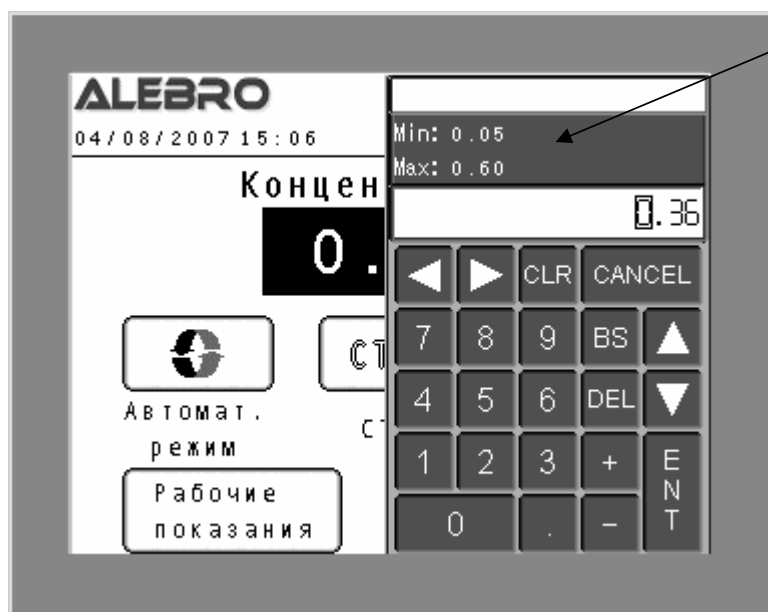 ALEBRO
04/08/2007 15:06
Концен
0.
Автомат.
режим
Рабочие
показания
Min: 0.05
Max: 0.60
0.36
CLR CANCEL
7 8 9 BS
4 5 6 DEL
1 2 3 + ENT
0 . -